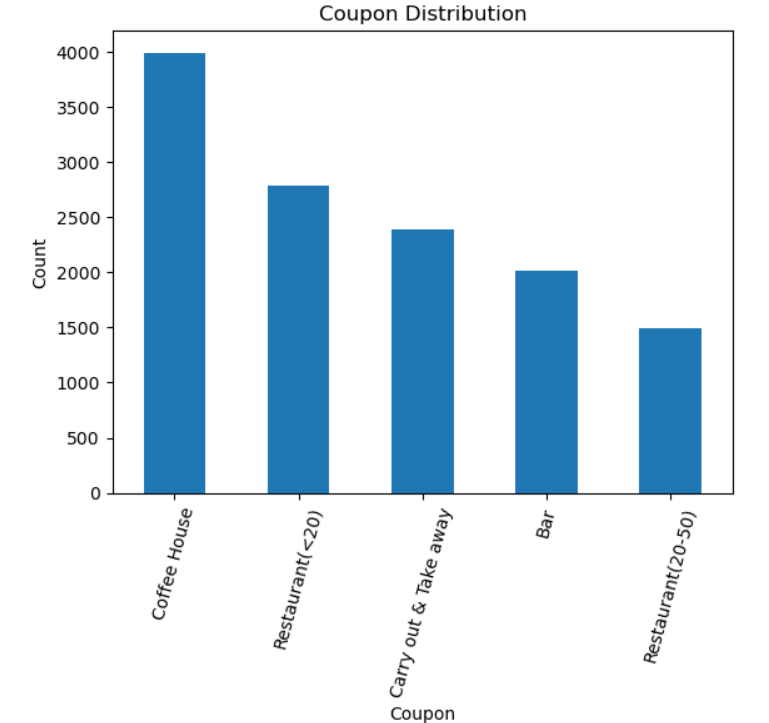 Coupon Distribution
4000
3500
3000
2500
2000
1500
1000
500
0
Count
Coffee House
Restaurant(<20)
Carry out & Take away
Bar
Restaurant(20-50)
Coupon